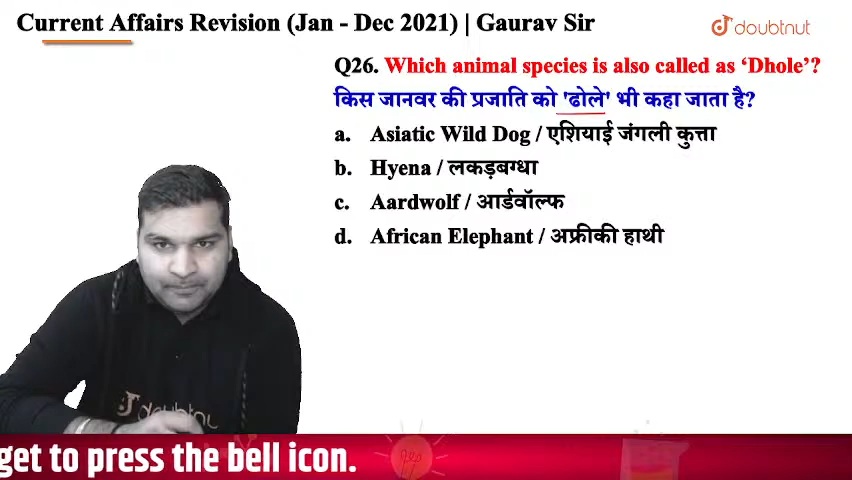 Current Affairs Revision (Jan - Dec 2021) | Gaurav Sir
doubtnut
Q26. Which animal species is also called as ‘Dhole’?
किस जानवर की प्रजाति को 'ढोले' भी कहा जाता है?
a. Asiatic Wild Dog / एशियाई जंगली कुत्ता
b. Hyena / लकड़बग्धा
c. Aardwolf / आर्डवॉल्फ
d. African Elephant / अफ्रीकी हाथी
doubtnu
get to press the bell icon.